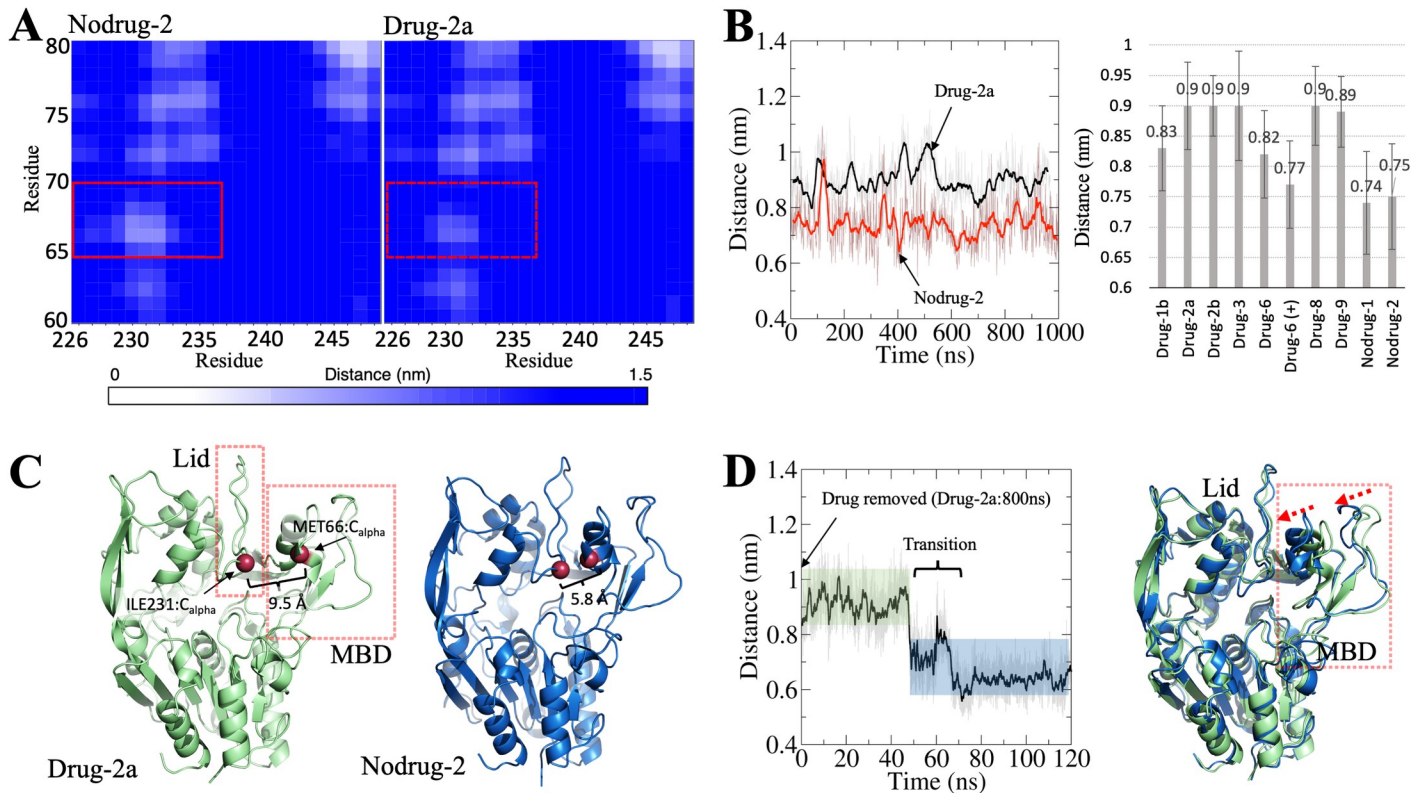 A
Nodrug-2
Drug-2a
80
75
70
65
60
Residue
226 230 235 240 245 226 230 235 240 245
Residue
Residue
0
Distance (nm)
1.5
B
1.4
1.2
1
0.8
0.6
0.4
Distance (nm)
Drug-2a
Nodrug-2
0 200 400 600 800 1000
Time (ns)
1
0.95
0.9
0.85
0.8
0.75
0.7
0.65
0.6
Distance (nm)
0.83
0.9
0.9
0.9
0.82
0.77
0.9
0.89
0.74
0.75
Drug-1b
Drug-2a
Drug-2b
Drug-3
Drug-6
Drug-6 (+)
Drug-8
Drug-9
Nodrug-1
Nodrug-2
C
Lid
MET66:Calpha
ILE231:Calpha
9.5 Å
MBD
Drug-2a
5.8 Å
Nodrug-2
D
1.4
1.2
1
0.8
0.6
0.4
Distance (nm)
Drug removed (Drug-2a:800ns)
Transition
0 20 40 60 80 100 120
Time (ns)
Lid
MBD